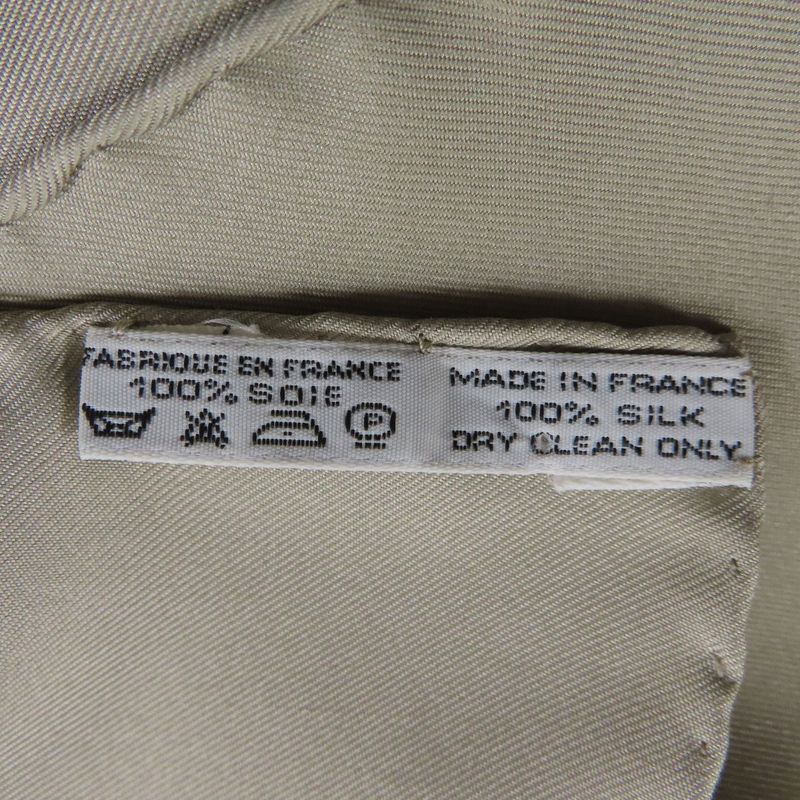 FABRIQUE EN FRANCE
100% SOIE
P
MADE IN FRANCE
100% SILK
DRY CLEAN ONLY